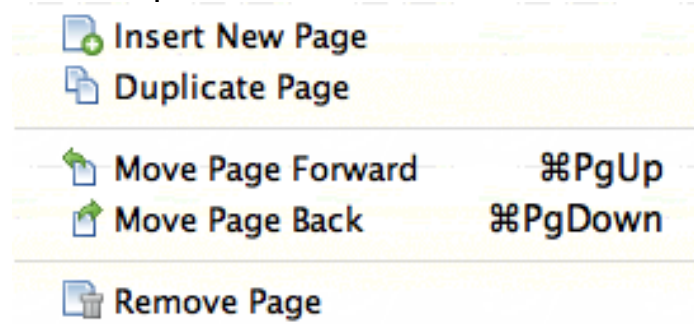 Insert New Page
Duplicate Page
Move Page Forward ⌘PgUp
Move Page Back ⌘PgDown
Remove Page